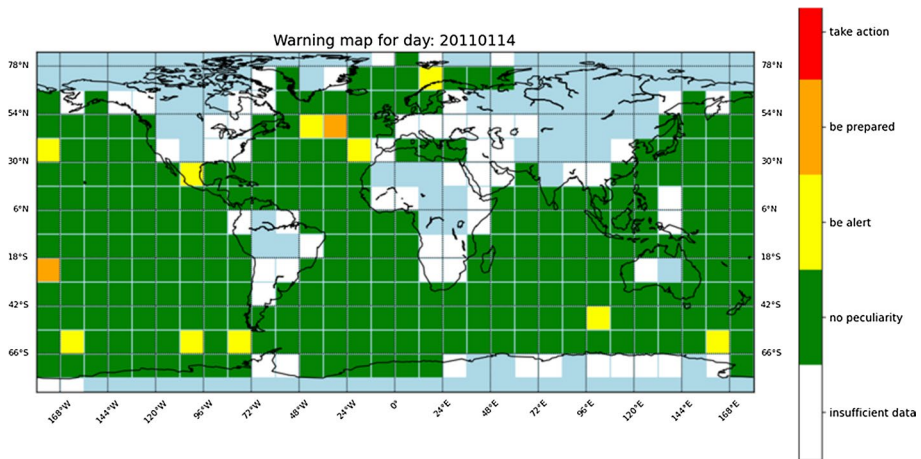 Warning map for day: 20110114
78°N
54°N
30°N
6°N
18°S
42°S
66°S
78°N
54°N
30°N
6°N
18°S
42°S
66°S
168°W
144°W
120°W
96°W
72°W
48°W
24°W
0°
24°E
48°E
72°E
96°E
120°E
144°E
168°E
take action
be prepared
be alert
no peculiarity
insufficient data